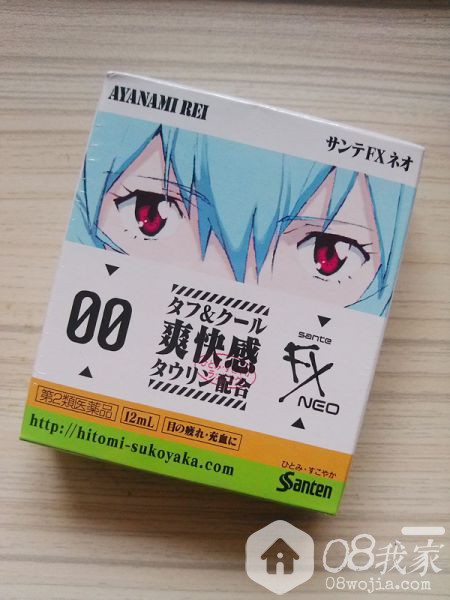 AYANAMI REI
サンテFXネオ
00
タフ&クール
爽快感
タウリン配合
sante
FX
NEO
第2類医薬品
12mL
目の疲れ・充血に
http://hitomi-sukoyaka.com
ひとみ・すこやか
Santen
08我家
08wojia.com